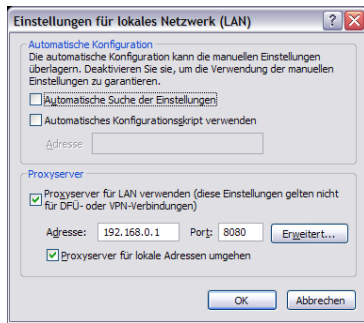 Einstellungen für lokales Netzwerk (LAN)
Automatische Konfiguration
Die automatische Konfiguration kann die manuellen Einstellungen
überlagern. Deaktivieren Sie sie, um die Verwendung der manuellen
Einstellungen zu garantieren.
Automatische Suche der Einstellungen
Automatisches Konfigurationsskript verwenden
Adresse
Proxyserver
Proxyserver für LAN verwenden (diese Einstellungen gelten nicht
für DFÜ- oder VPN-Verbindungen)
Adresse: 192.168.0.1 Port: 8080 Erweitert...
Proxyserver für lokale Adressen umgehen
OK Abbrechen